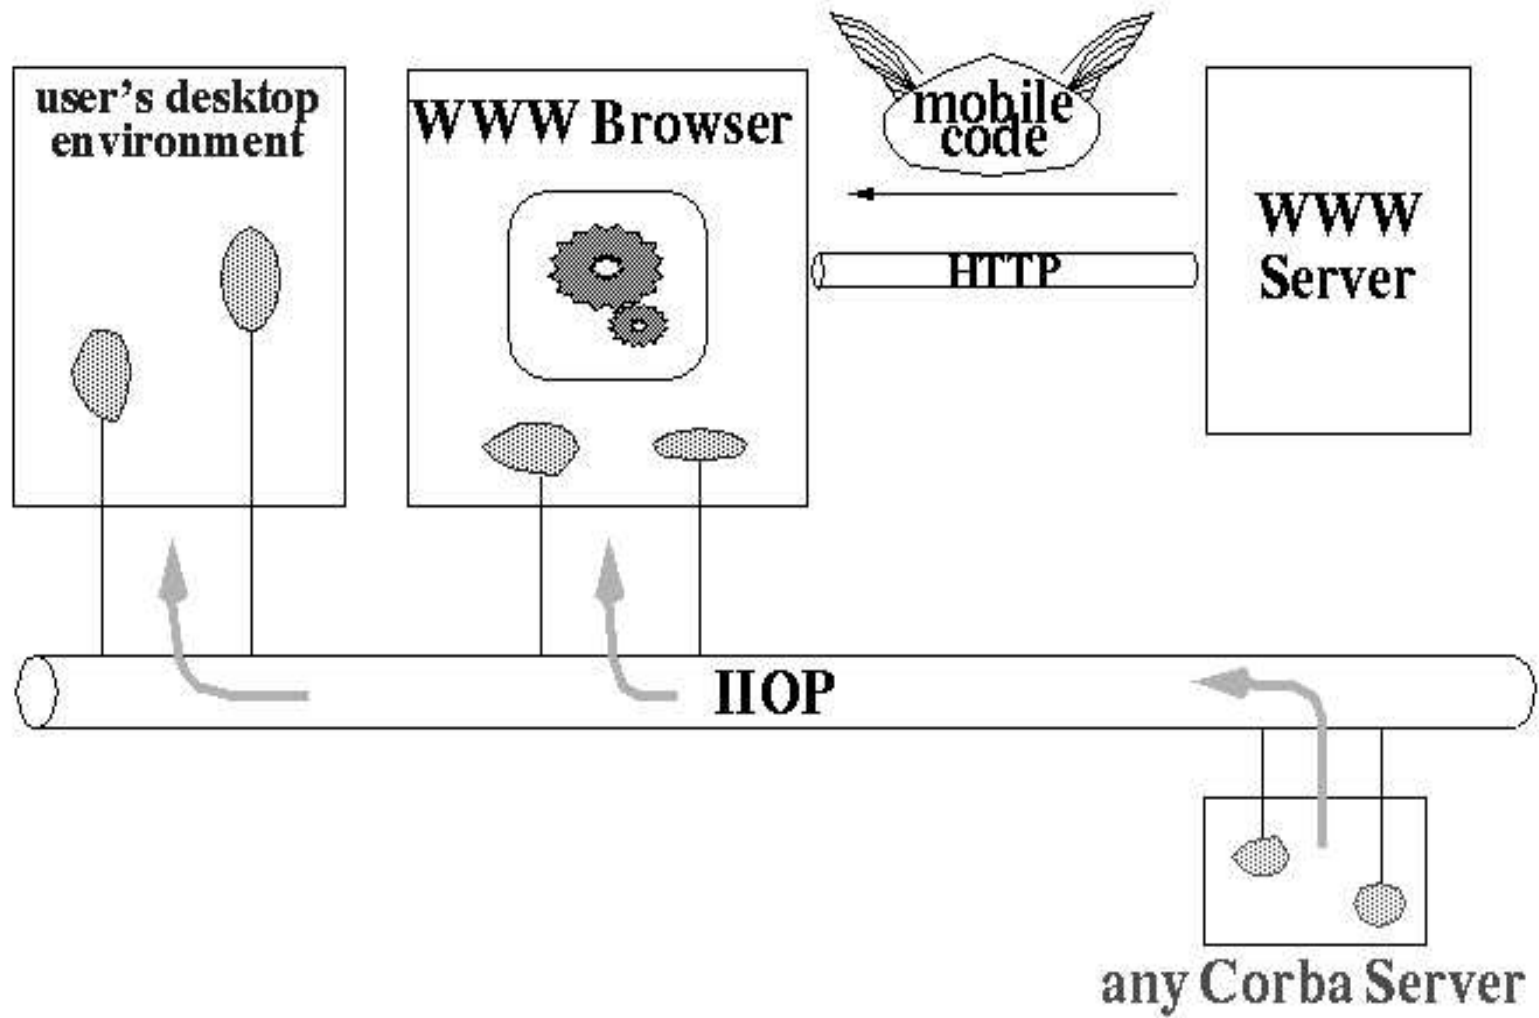 user's desktop
environment
WWW Browser
mobile
code
HTTP
WWW
Server
IIOP
any Corba Server